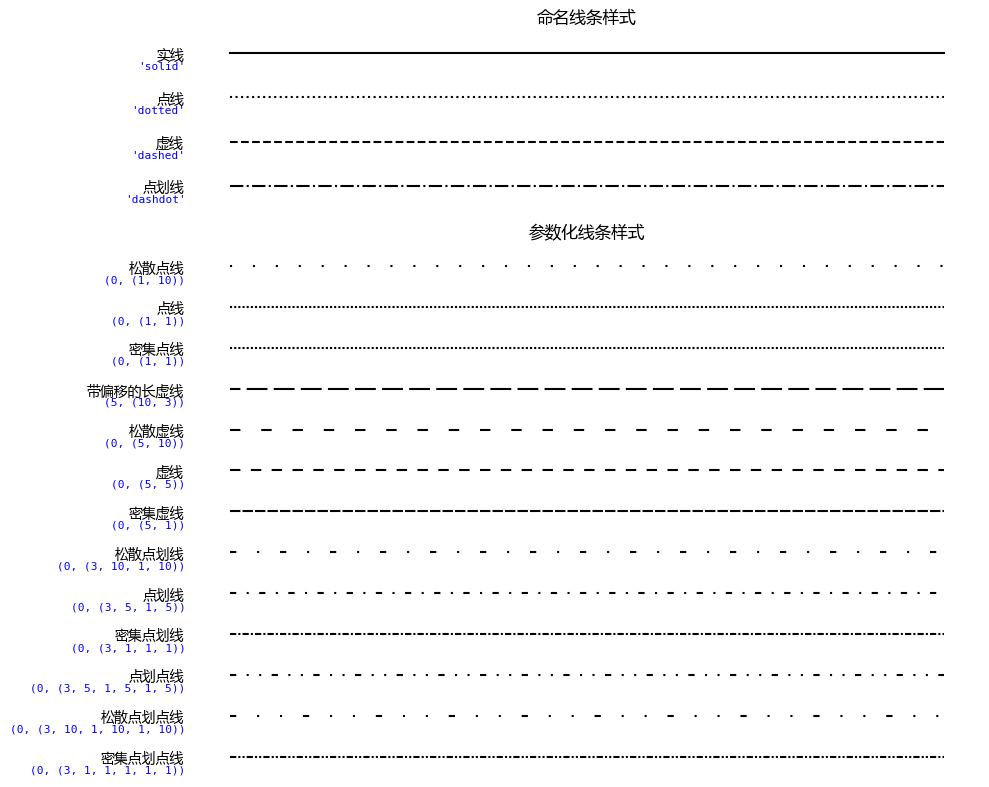 命名线条样式
实线
'solid'
点线
'dotted'
虚线
'dashed'
点划线
'dashdot'
参数化线条样式
松散点线
(0, (1, 10))
点线
(0, (1, 1))
密集点线
(0, (1, 1))
带偏移的长虚线
(5, (10, 3))
松散虚线
(0, (5, 10))
虚线
(0, (5, 5))
密集虚线
(0, (5, 1))
松散点划线
(0, (3, 10, 1, 10))
点划线
(0, (3, 5, 1, 5))
密集点划线
(0, (3, 1, 1, 1))
点划点线
(0, (3, 5, 1, 5, 1, 5))
松散点划点线
(0, (3, 10, 1, 10, 1, 10))
密集点划点线
(0, (3, 1, 1, 1, 1, 1))